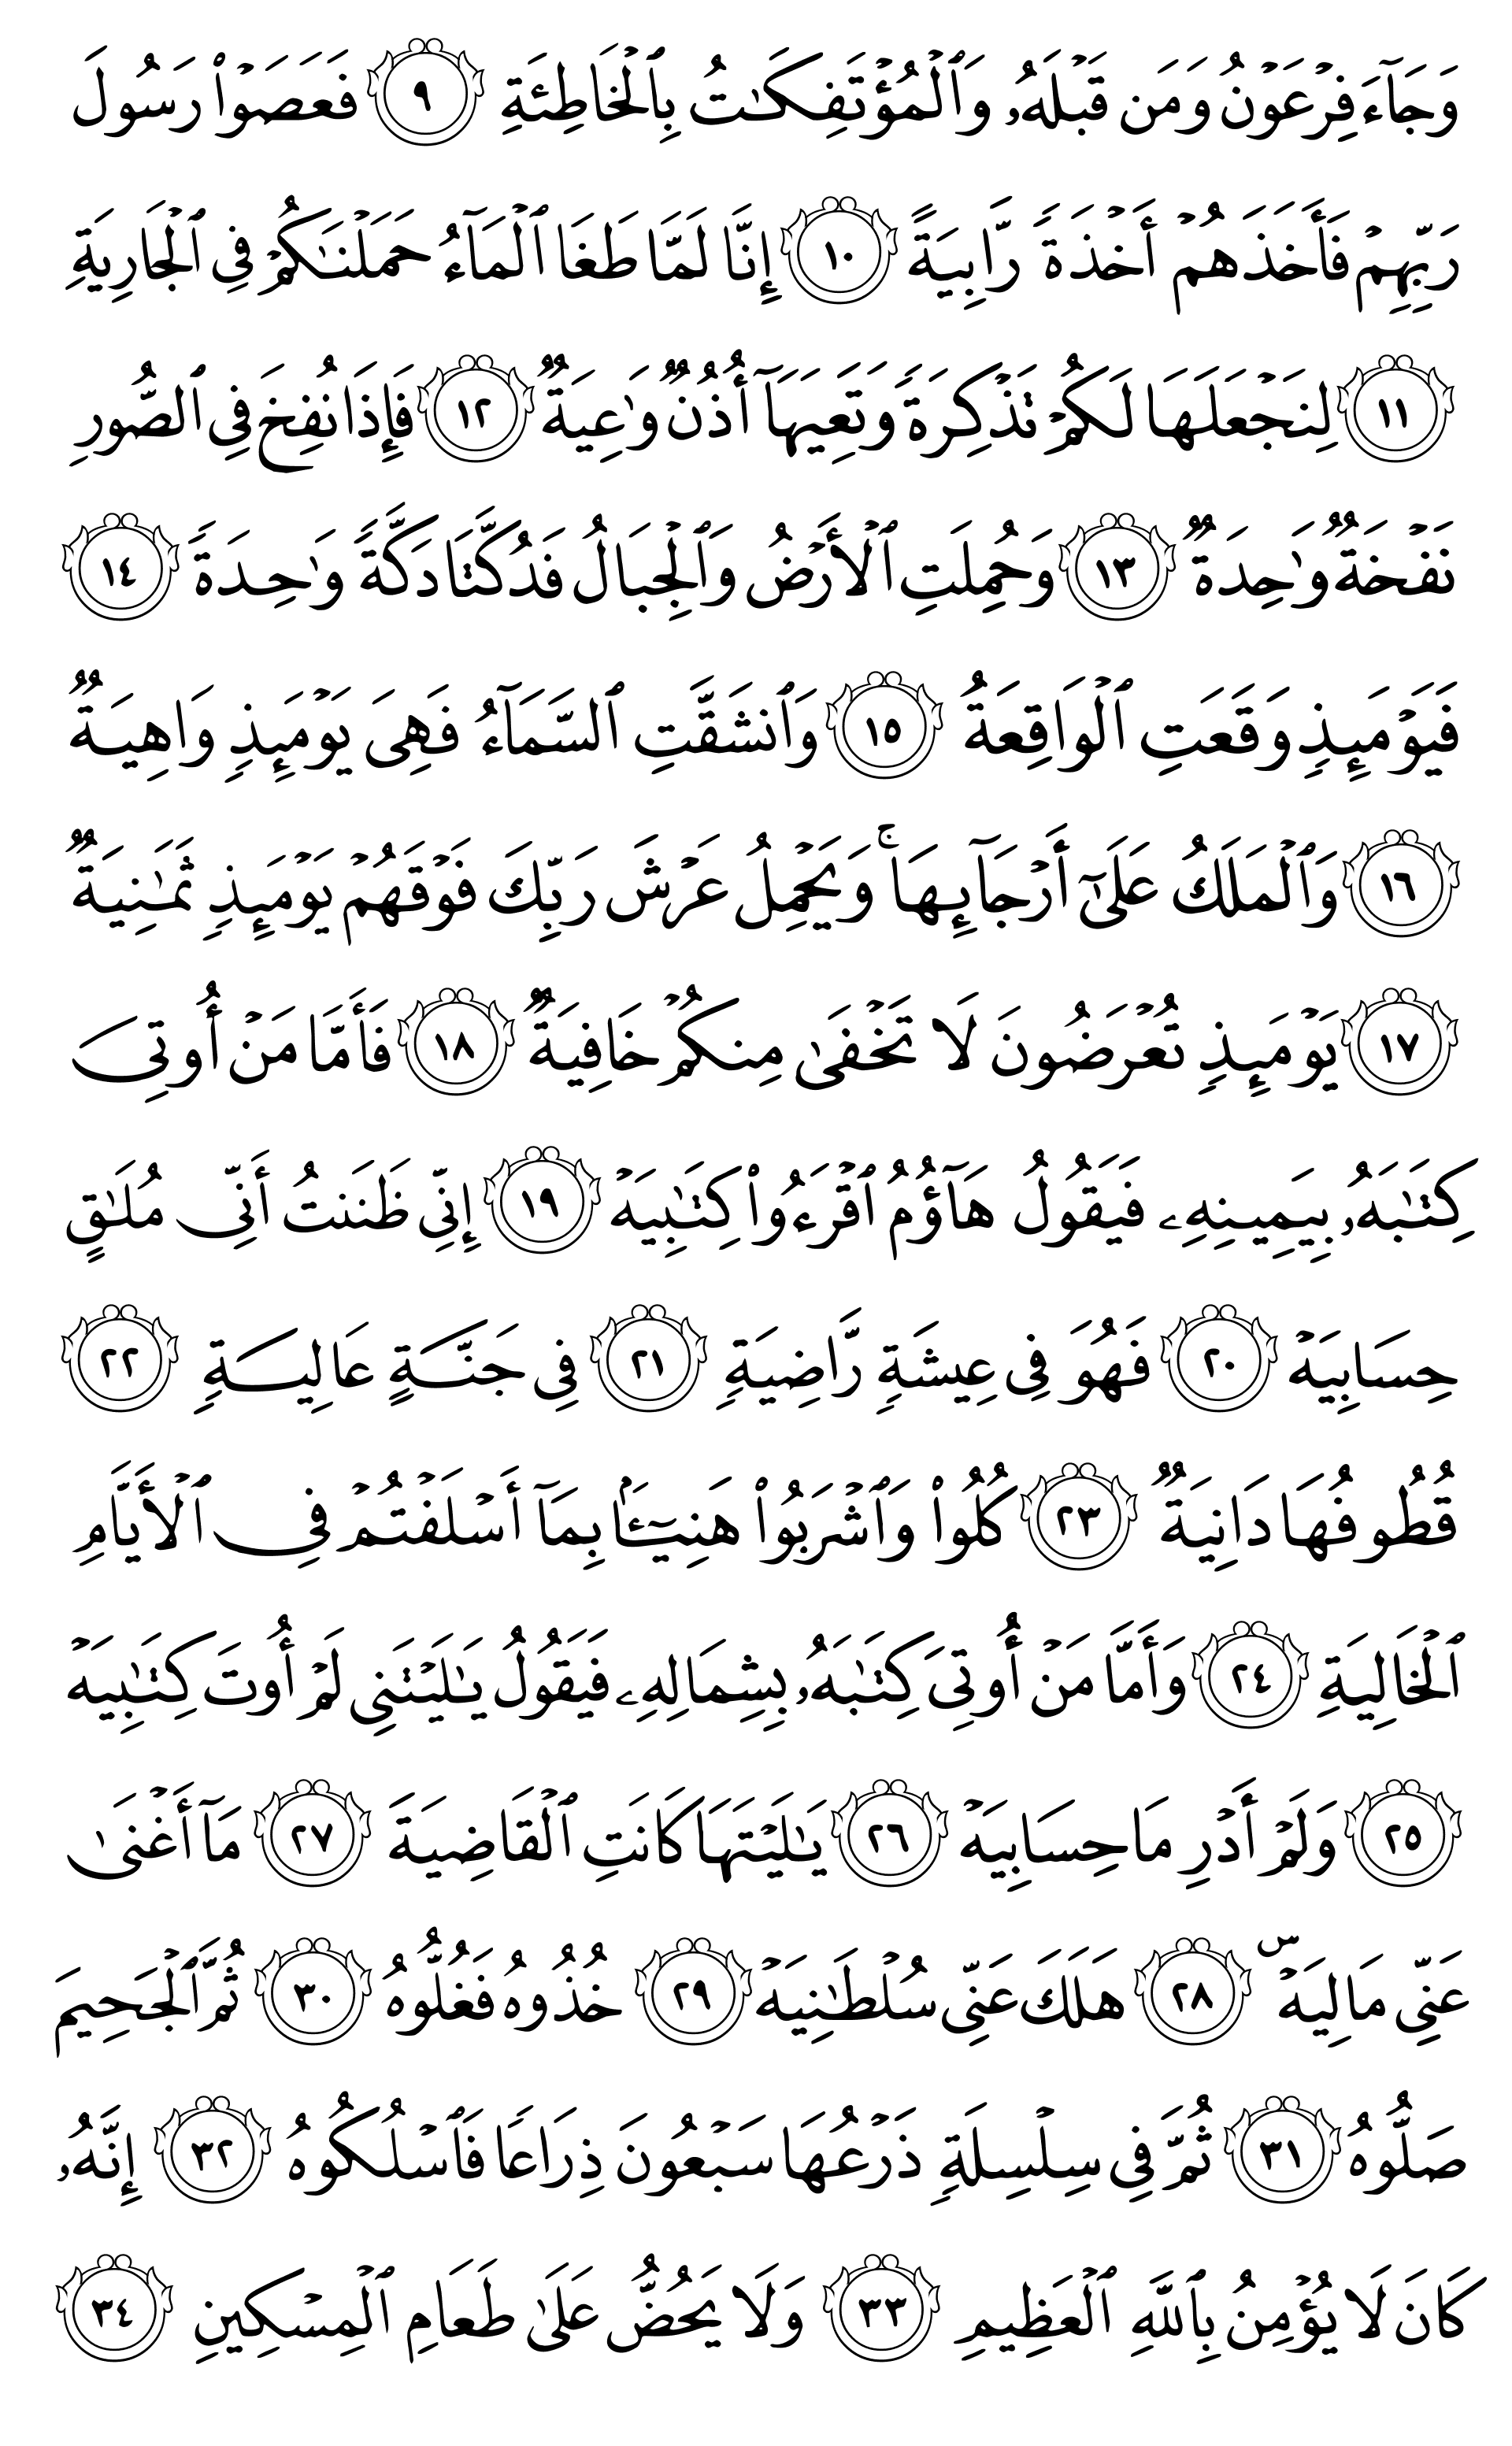 وَجَآءَ فِرۡعَوۡنُ وَمَن قَبۡلَهُۥ وَٱلۡمُؤۡتَفِكَٰتُ بِٱلۡخَاطِئَةِ ٩ فَعَصَوۡاْ رَسُولَ
رَبِّهِمۡ فَأَخَذَهُمۡ أَخۡذَةٗ رَّابِيَةً ١٠ إِنَّا لَمَّا طَغَا ٱلۡمَآءُ حَمَلۡنَٰكُمۡ فِي ٱلۡجَارِيَةِ
١١ لِنَجۡعَلَهَا لَكُمۡ تَذۡكِرَةٗ وَتَعِيَهَآ أُذُنٞ وَٰعِيَةٞ ١٢ فَإِذَا نُفِخَ فِي ٱلصُّورِ
نَفۡخَةٞ وَٰحِدَةٞ ١٣ وَحُمِلَتِ ٱلۡأَرۡضُ وَٱلۡجِبَالُ فَدُكَّتَا دَكَّةٗ وَٰحِدَةٗ ١٤
فَيَوۡمَئِذٖ وَقَعَتِ ٱلۡوَاقِعَةُ ١٥ وَٱنشَقَّتِ ٱلسَّمَآءُ فَهِيَ يَوۡمَئِذٖ وَاهِيَةٞ
١٦ وَٱلۡمَلَكُ عَلَىٰٓ أَرۡجَآئِهَاۚ وَيَحۡمِلُ عَرۡشَ رَبِّكَ فَوۡقَهُمۡ يَوۡمَئِذٖ ثَمَٰنِيَةٞ
١٧ يَوۡمَئِذٖ تُعۡرَضُونَ لَا تَخۡفَىٰ مِنكُمۡ خَافِيَةٞ ١٨ فَأَمَّا مَنۡ أُوتِيَ
كِتَٰبَهُۥ بِيَمِينِهِۦ فَيَقُولُ هَآؤُمُ ٱقۡرَءُواْ كِتَٰبِيَهۡ ١٩ إِنِّي ظَنَنتُ أَنِّي مُلَٰقٍ
حِسَابِيَهۡ ٢٠ فَهُوَ فِي عِيشَةٖ رَّاضِيَةٖ ٢١ فِي جَنَّةٍ عَالِيَةٖ ٢٢
قُطُوفُهَا دَانِيَةٞ ٢٣ كُلُواْ وَٱشۡرَبُواْ هَنِيٓـَٔۢا بِمَآ أَسۡلَفۡتُمۡ فِي ٱلۡأَيَّامِ
ٱلۡخَالِيَةِ ٢٤ وَأَمَّا مَنۡ أُوتِيَ كِتَٰبَهُۥ بِشِمَالِهِۦ فَيَقُولُ يَٰلَيۡتَنِي لَمۡ أُوتَ كِتَٰبِيَهۡ
٢٥ وَلَمۡ أَدۡرِ مَا حِسَابِيَهۡ ٢٦ يَٰلَيۡتَهَا كَانَتِ ٱلۡقَاضِيَةَ ٢٧ مَآ أَغۡنَىٰ
عَنِّي مَالِيَهۡۜ ٢٨ هَلَكَ عَنِّي سُلۡطَٰنِيَهۡ ٢٩ خُذُوهُ فَغُلُّوهُ ٣٠ ثُمَّ ٱلۡجَحِيمَ
صَلُّوهُ ٣١ ثُمَّ فِي سِلۡسِلَةٖ ذَرۡعُهَا سَبۡعُونَ ذِرَاعٗا فَٱسۡلُكُوهُ ٣٢ إِنَّهُۥ
كَانَ لَا يُؤۡمِنُ بِٱللَّهِ ٱلۡعَظِيمِ ٣٣ وَلَا يَحُضُّ عَلَىٰ طَعَامِ ٱلۡمِسۡكِينِ ٣٤